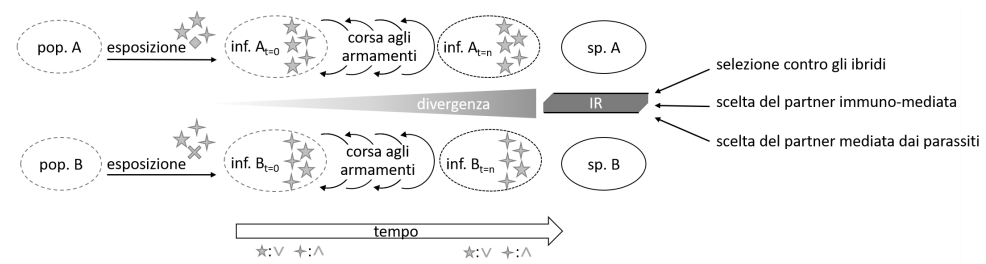 pop. A
esposizione
inf. At=0
corsa agli
armamenti
inf. At=n
sp. A
selezione contro gli ibridi
divergenza
IR
scelta del partner immuno-mediata
scelta del partner mediata dai parassiti
pop. B
esposizione
inf. Bt=0
corsa agli
armamenti
inf. Bt=n
sp. B
tempo
:∨ :∧
:∨ :∧